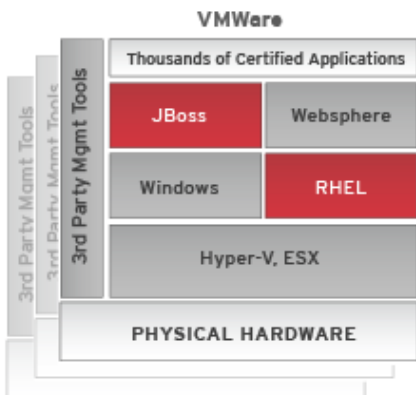 VMWare
Thousands of Certified Applications
3rd Party Mgmt Tools
3rd Party Mgmt Tools
3rd Party Mgmt Tools
JBoss
Websphere
Windows
RHEL
Hyper-V, ESX
PHYSICAL HARDWARE